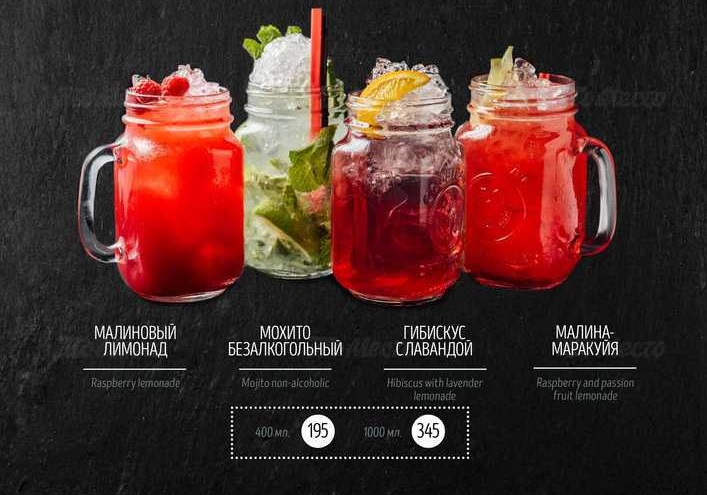 МАЛИНОВЫЙ
ЛИМОНАД
Raspberry lemonade
МОХИТО
БЕЗАЛКОГОЛЬНЫЙ
Mojito non-alcoholic
ГИБИСКУС
С ЛАВАНДОЙ
Hibiscus with lavender
lemonade
МАЛИНА-
МАРАКУЙЯ
Raspberry and passion
fruit lemonade
400 мл. 195 1000 мл. 345